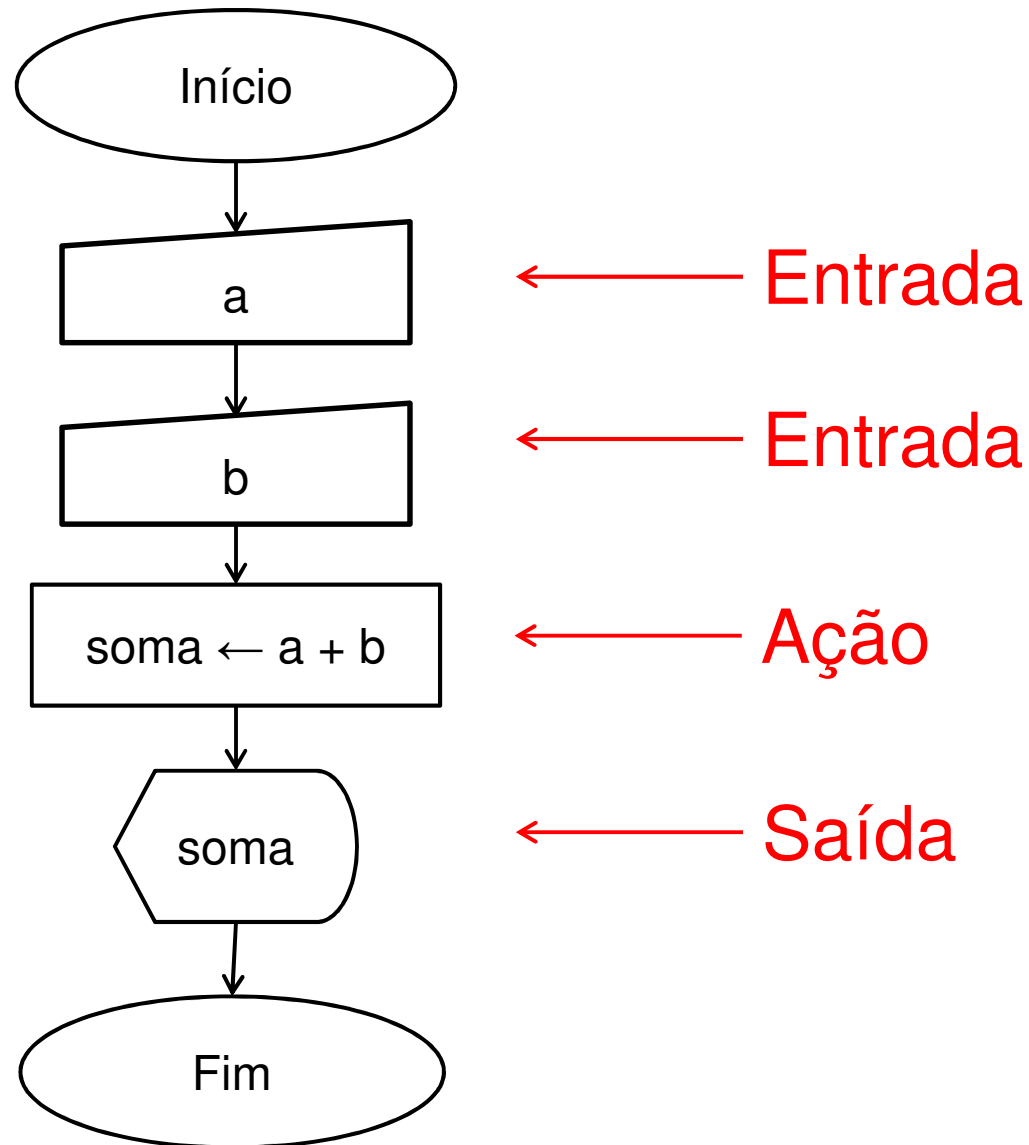 Início
a
Entrada
b
Entrada
soma ← a + b
Ação
soma
Saída
Fim